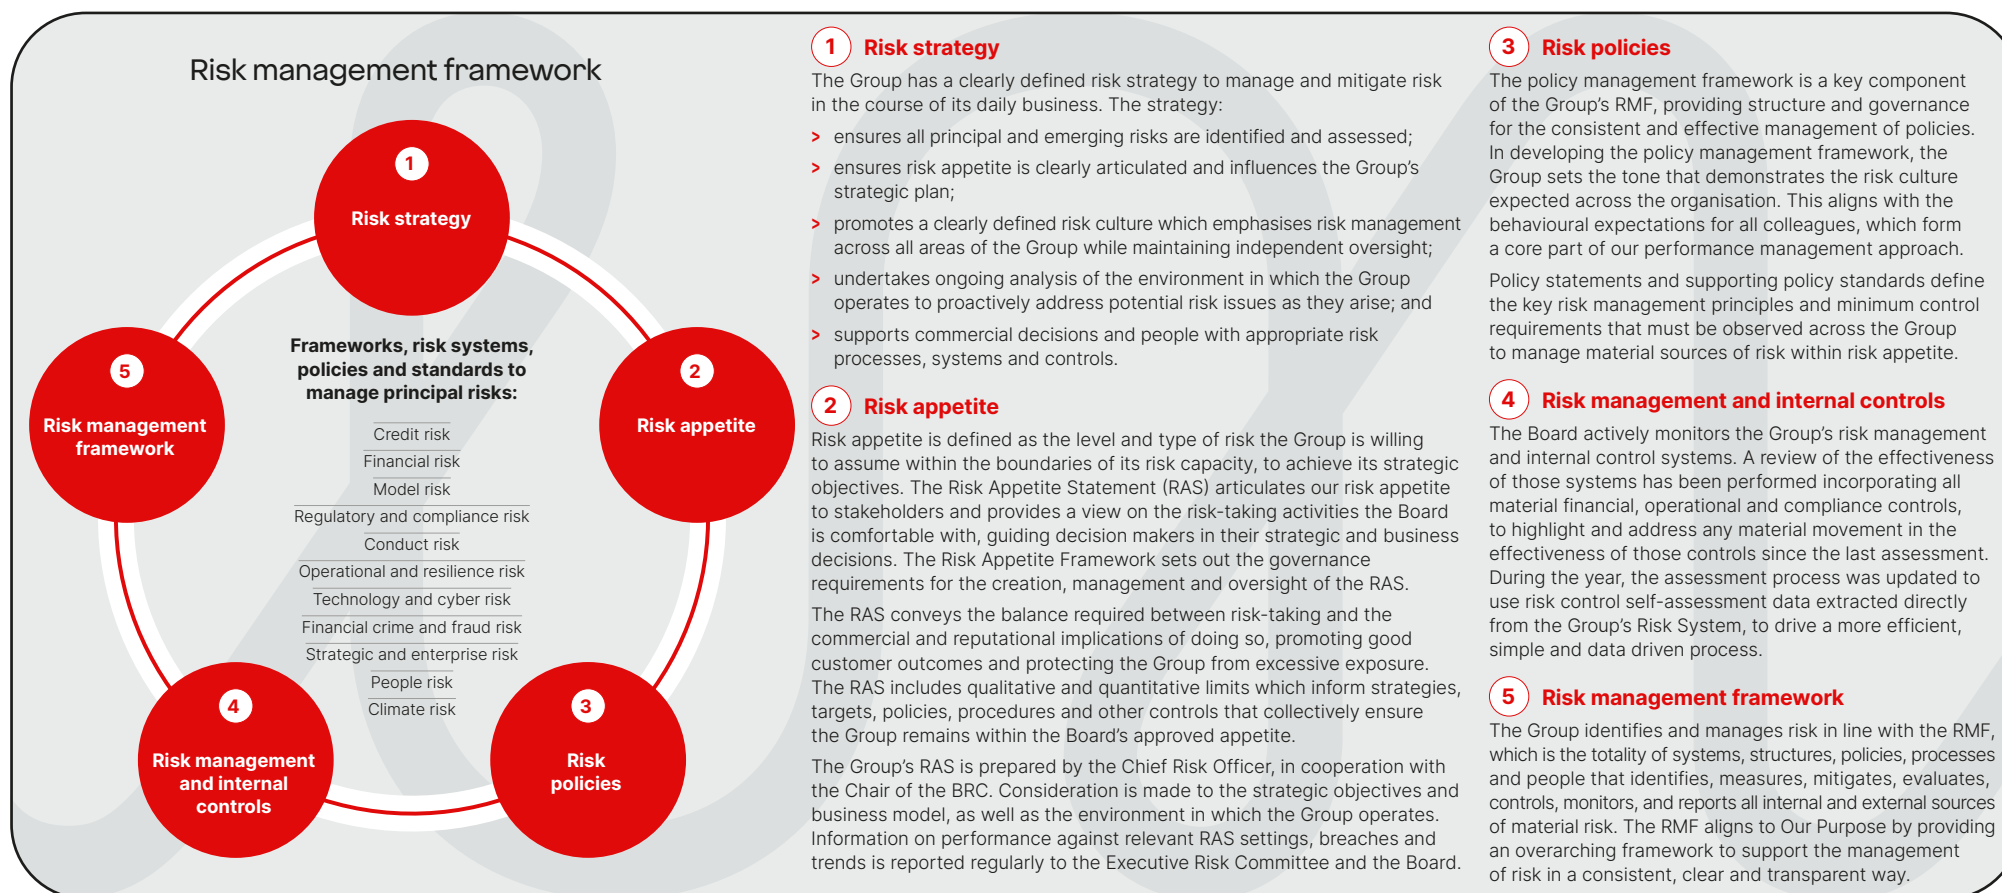 Risk management framework
1
Risk strategy
2
Risk appetite
3
Risk
policies
4
Risk management
and internal
controls
5
Risk management
framework
Frameworks, risk systems,
policies and standards to
manage principal risks:
Credit risk
Financial risk
Model risk
Regulatory and compliance risk
Conduct risk
Operational and resilience risk
Technology and cyber risk
Financial crime and fraud risk
Strategic and enterprise risk
People risk
Climate risk
1 Risk strategy
The Group has a clearly defined risk strategy to manage and mitigate risk
in the course of its daily business. The strategy:
> ensures all principal and emerging risks are identified and assessed;
> ensures risk appetite is clearly articulated and influences the Group’s
strategic plan;
> promotes a clearly defined risk culture which emphasises risk management
across all areas of the Group while maintaining independent oversight;
> undertakes ongoing analysis of the environment in which the Group
operates to proactively address potential risk issues as they arise; and
> supports commercial decisions and people with appropriate risk
processes, systems and controls.
2 Risk appetite
Risk appetite is defined as the level and type of risk the Group is willing
to assume within the boundaries of its risk capacity, to achieve its strategic
objectives. The Risk Appetite Statement (RAS) articulates our risk appetite
to stakeholders and provides a view on the risk-taking activities the Board
is comfortable with, guiding decision makers in their strategic and business
decisions. The Risk Appetite Framework sets out the governance
requirements for the creation, management and oversight of the RAS.
The RAS conveys the balance required between risk-taking and the
commercial and reputational implications of doing so, promoting good
customer outcomes and protecting the Group from excessive exposure.
The RAS includes qualitative and quantitative limits which inform strategies,
targets, policies, procedures and other controls that collectively ensure
the Group remains within the Board’s approved appetite.
The Group’s RAS is prepared by the Chief Risk Officer, in cooperation with
the Chair of the BRC. Consideration is made to the strategic objectives and
business model, as well as the environment in which the Group operates.
Information on performance against relevant RAS settings, breaches and
trends is reported regularly to the Executive Risk Committee and the Board.
3 Risk policies
The policy management framework is a key component
of the Group’s RMF, providing structure and governance
for the consistent and effective management of policies.
In developing the policy management framework, the
Group sets the tone that demonstrates the risk culture
expected across the organisation. This aligns with the
behavioural expectations for all colleagues, which form
a core part of our performance management approach.
Policy statements and supporting policy standards define
the key risk management principles and minimum control
requirements that must be observed across the Group
to manage material sources of risk within risk appetite.
4 Risk management and internal controls
The Board actively monitors the Group’s risk management
and internal control systems. A review of the effectiveness
of those systems has been performed incorporating all
material financial, operational and compliance controls,
to highlight and address any material movement in the
effectiveness of those controls since the last assessment.
During the year, the assessment process was updated to
use risk control self-assessment data extracted directly
from the Group’s Risk System, to drive a more efficient,
simple and data driven process.
5 Risk management framework
The Group identifies and manages risk in line with the RMF,
which is the totality of systems, structures, policies, processes
and people that identifies, measures, mitigates, evaluates,
controls, monitors, and reports all internal and external sources
of material risk. The RMF aligns to Our Purpose by providing
an overarching framework to support the management
of risk in a consistent, clear and transparent way.